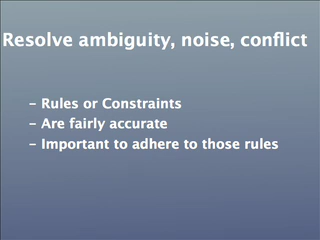 Resolve ambiguity, noise, conflict
- Rules or Constraints
- Are fairly accurate
- Important to adhere to those rules